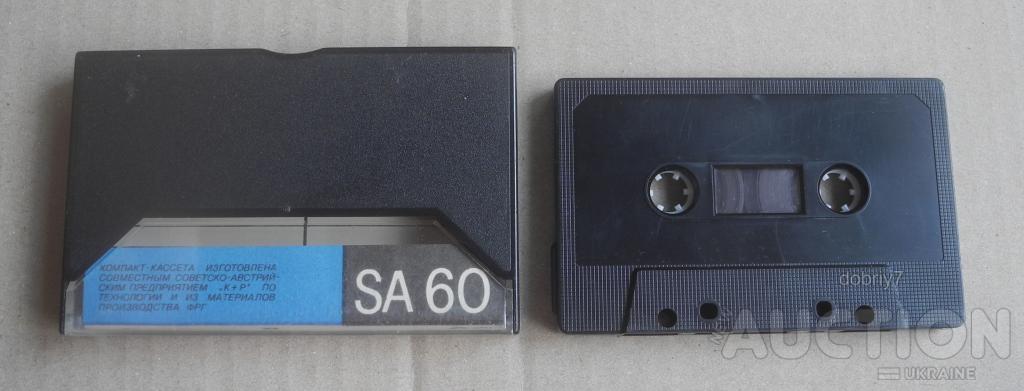 КОМПАКТ-КАССЕТА ИЗГОТОВЛЕНА
СОВМЕСТНЫМ СОВЕТСКО-АВСТРИЙ-
СКИМ ПРЕДПРИЯТИЕМ „К+Р" ПО
ТЕХНОЛОГИИ И ИЗ МАТЕРИАЛОВ
ПРОИЗВОДСТВА ФРГ
SA 60
dobriy7
AUCTION
UKRAINE